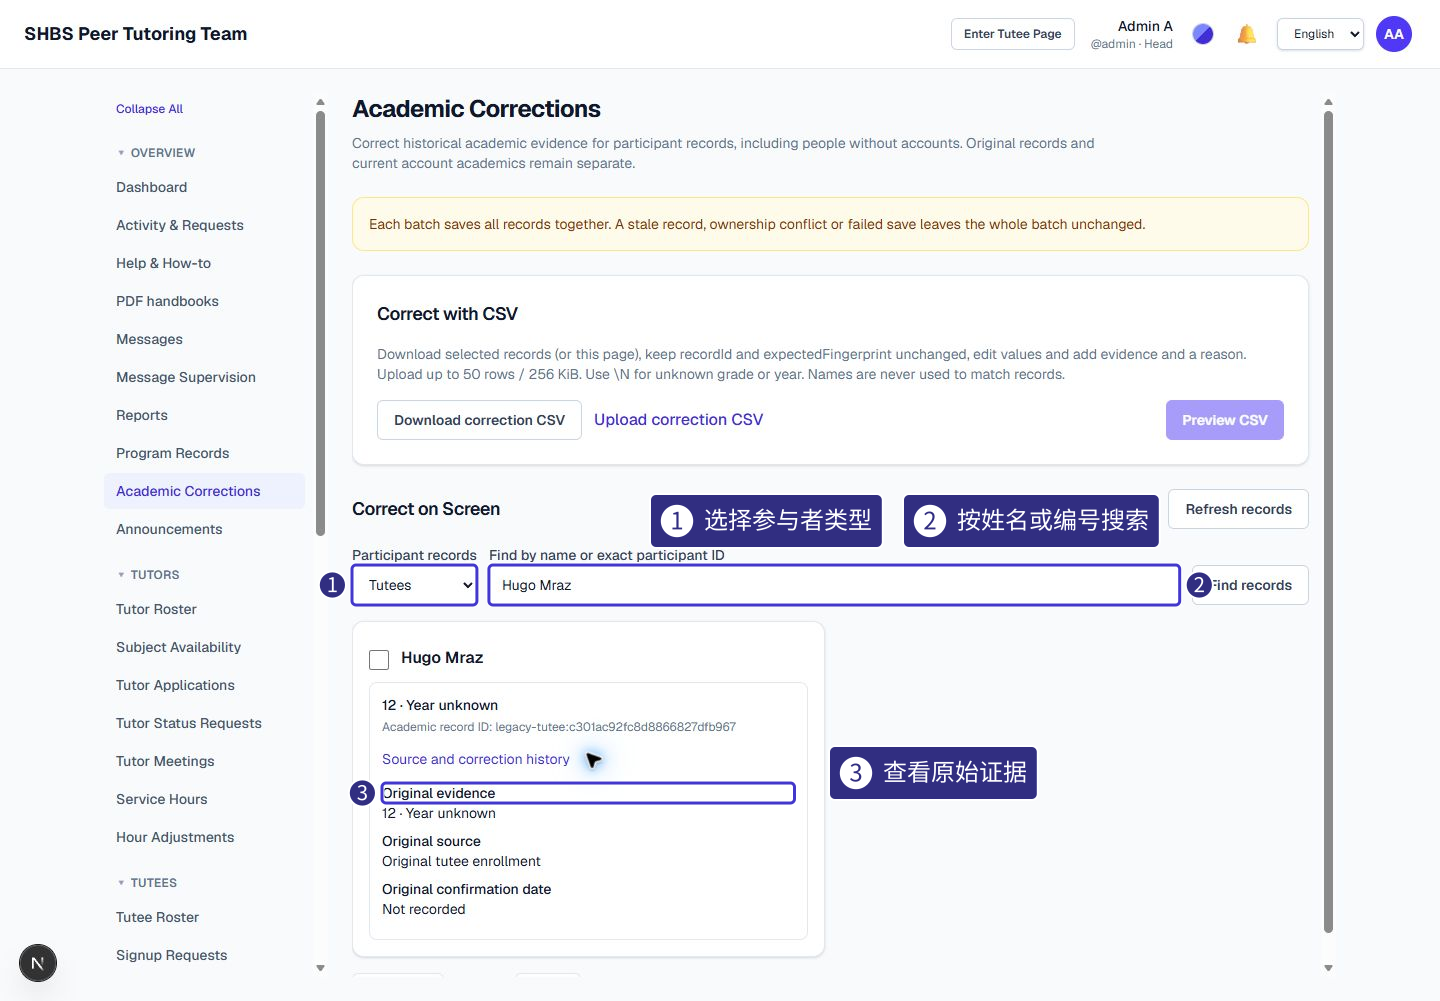 SHBS Peer Tutoring Team
Enter Tutee Page
Admin A
@admin · Head
English
AA
Collapse All
OVERVIEW
Dashboard
Activity & Requests
Help & How-to
PDF handbooks
Messages
Message Supervision
Reports
Program Records
Academic Corrections
Announcements
TUTORS
Tutor Roster
Subject Availability
Tutor Applications
Tutor Status Requests
Tutor Meetings
Service Hours
Hour Adjustments
TUTEES
Tutee Roster
Signup Requests
N
Academic Corrections
Correct historical academic evidence for participant records, including people without accounts. Original records and
current account academics remain separate.
Each batch saves all records together. A stale record, ownership conflict or failed save leaves the whole batch unchanged.
Correct with CSV
Download selected records (or this page), keep recordId and expectedFingerprint unchanged, edit values and add evidence and a reason.
Upload up to 50 rows / 256 KiB. Use \N for unknown grade or year. Names are never used to match records.
Download correction CSV
Upload correction CSV
Preview CSV
Correct on Screen
1 选择参与者类型
2 按姓名或编号搜索
Refresh records
Participant records
Find by name or exact participant ID
1
Tutees
Hugo Mraz
2
Find records
Hugo Mraz
12 · Year unknown
Academic record ID: legacy-tutee:c301ac92fc8d8866827dfb967
Source and correction history
3 查看原始证据
3
Original evidence
12 · Year unknown
Original source
Original tutee enrollment
Original confirmation date
Not recorded